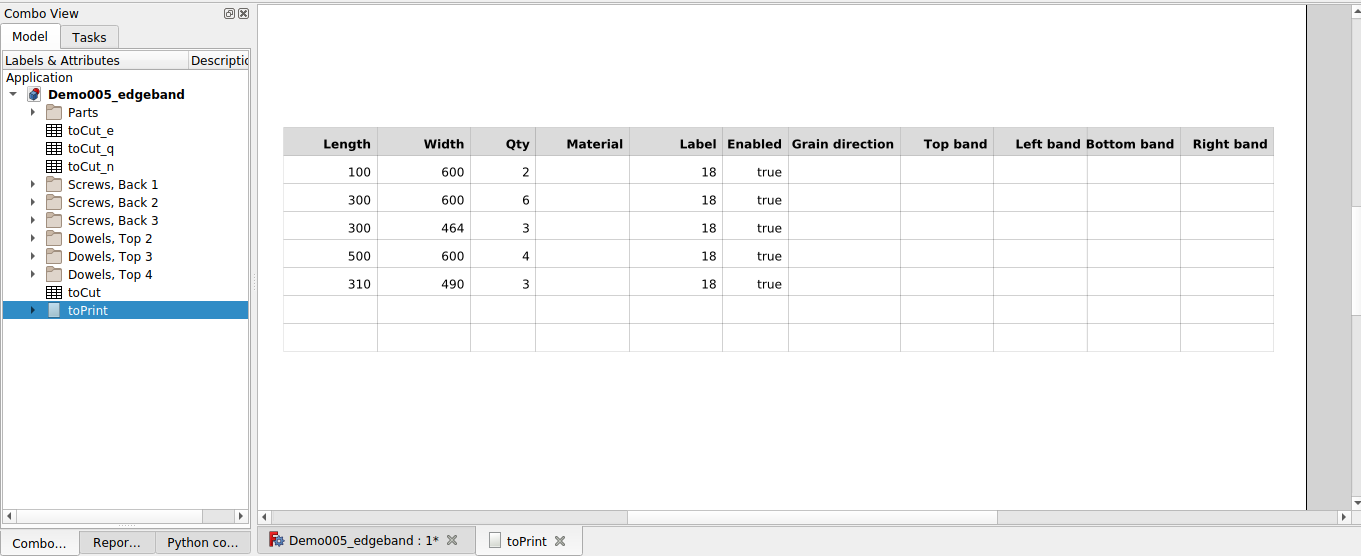 Combo View
Model Tasks
Labels & Attributes Descriptic
Application
Demo005_edgeband
Parts
toCut_e
toCut_q
toCut_n
Screws, Back 1
Screws, Back 2
Screws, Back 3
Dowels, Top 2
Dowels, Top 3
Dowels, Top 4
toCut
toPrint
Combo... Repor... Python co...
Length Width Qty Material Label Enabled Grain direction Top band Left band Bottom band Right band
100 600 2 18 true
300 600 6 18 true
300 464 3 18 true
500 600 4 18 true
310 490 3 18 true
Demo005_edgeband : 1* toPrint